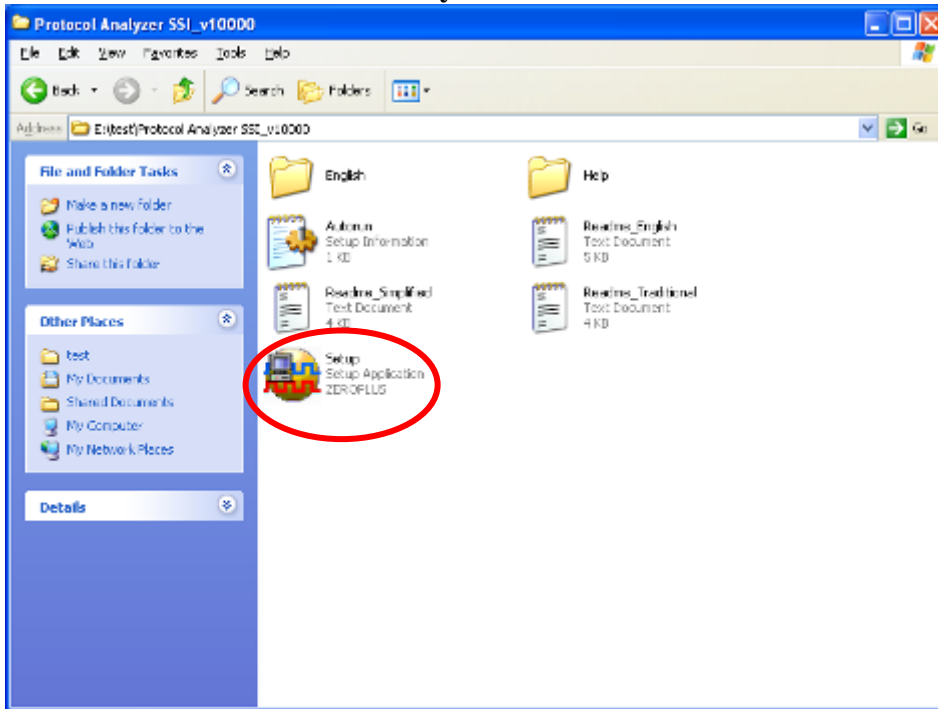 Protocol Analyzer SSI_v10000
File Edit View Favorites Tools Help
Back Search Folders
Address E:\test\Protocol Analyzer SSI_v10000 Go
File and Folder Tasks
Make a new folder
Publish this folder to the
Web
Share this folder
Other Places
test
My Documents
Shared Documents
My Computer
My Network Places
Details
English
Help
Autorun
Setup Information
1 KB
Readme_English
Text Document
5 KB
Readme_Simplified
Text Document
4 KB
Readme_Traditional
Text Document
4 KB
Setup
Setup Application
ZEROPLUS